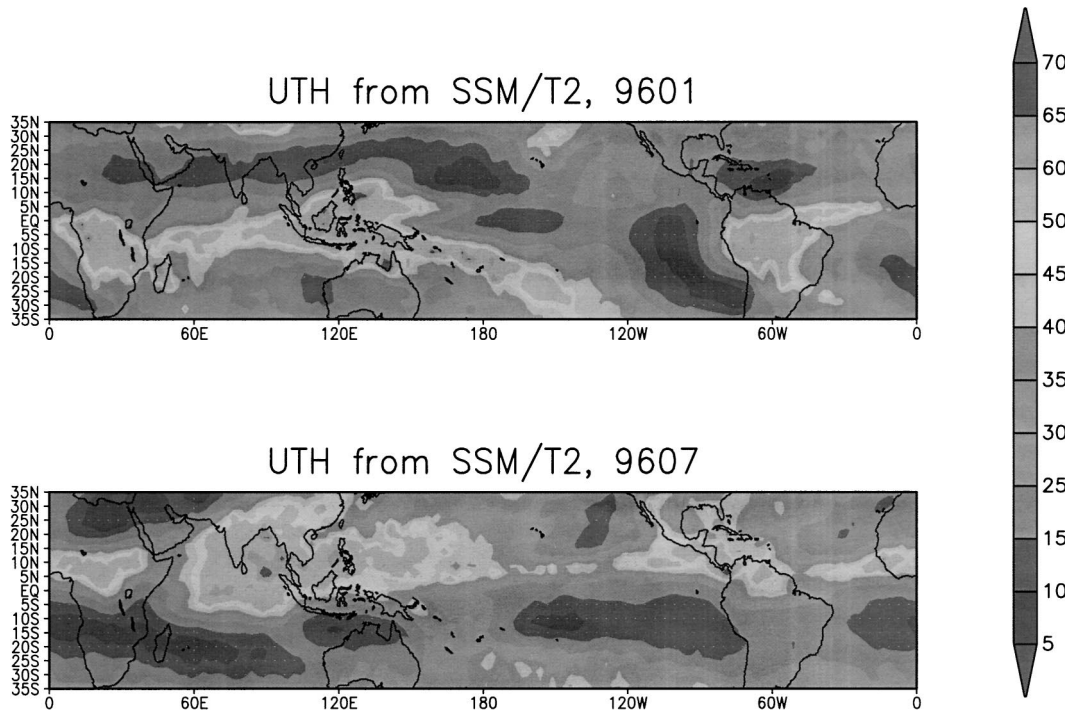 UTH from SSM/T2, 9601
35N
30N
25N
20N
15N
10N
5N
EQ
5S
10S
15S
20S
25S
30S
35S
0 60E 120E 180 120W 60W 0
UTH from SSM/T2, 9607
35N
30N
25N
20N
15N
10N
5N
EQ
5S
10S
15S
20S
25S
30S
35S
0 60E 120E 180 120W 60W 0
70
65
60
50
45
40
35
30
25
15
10
5